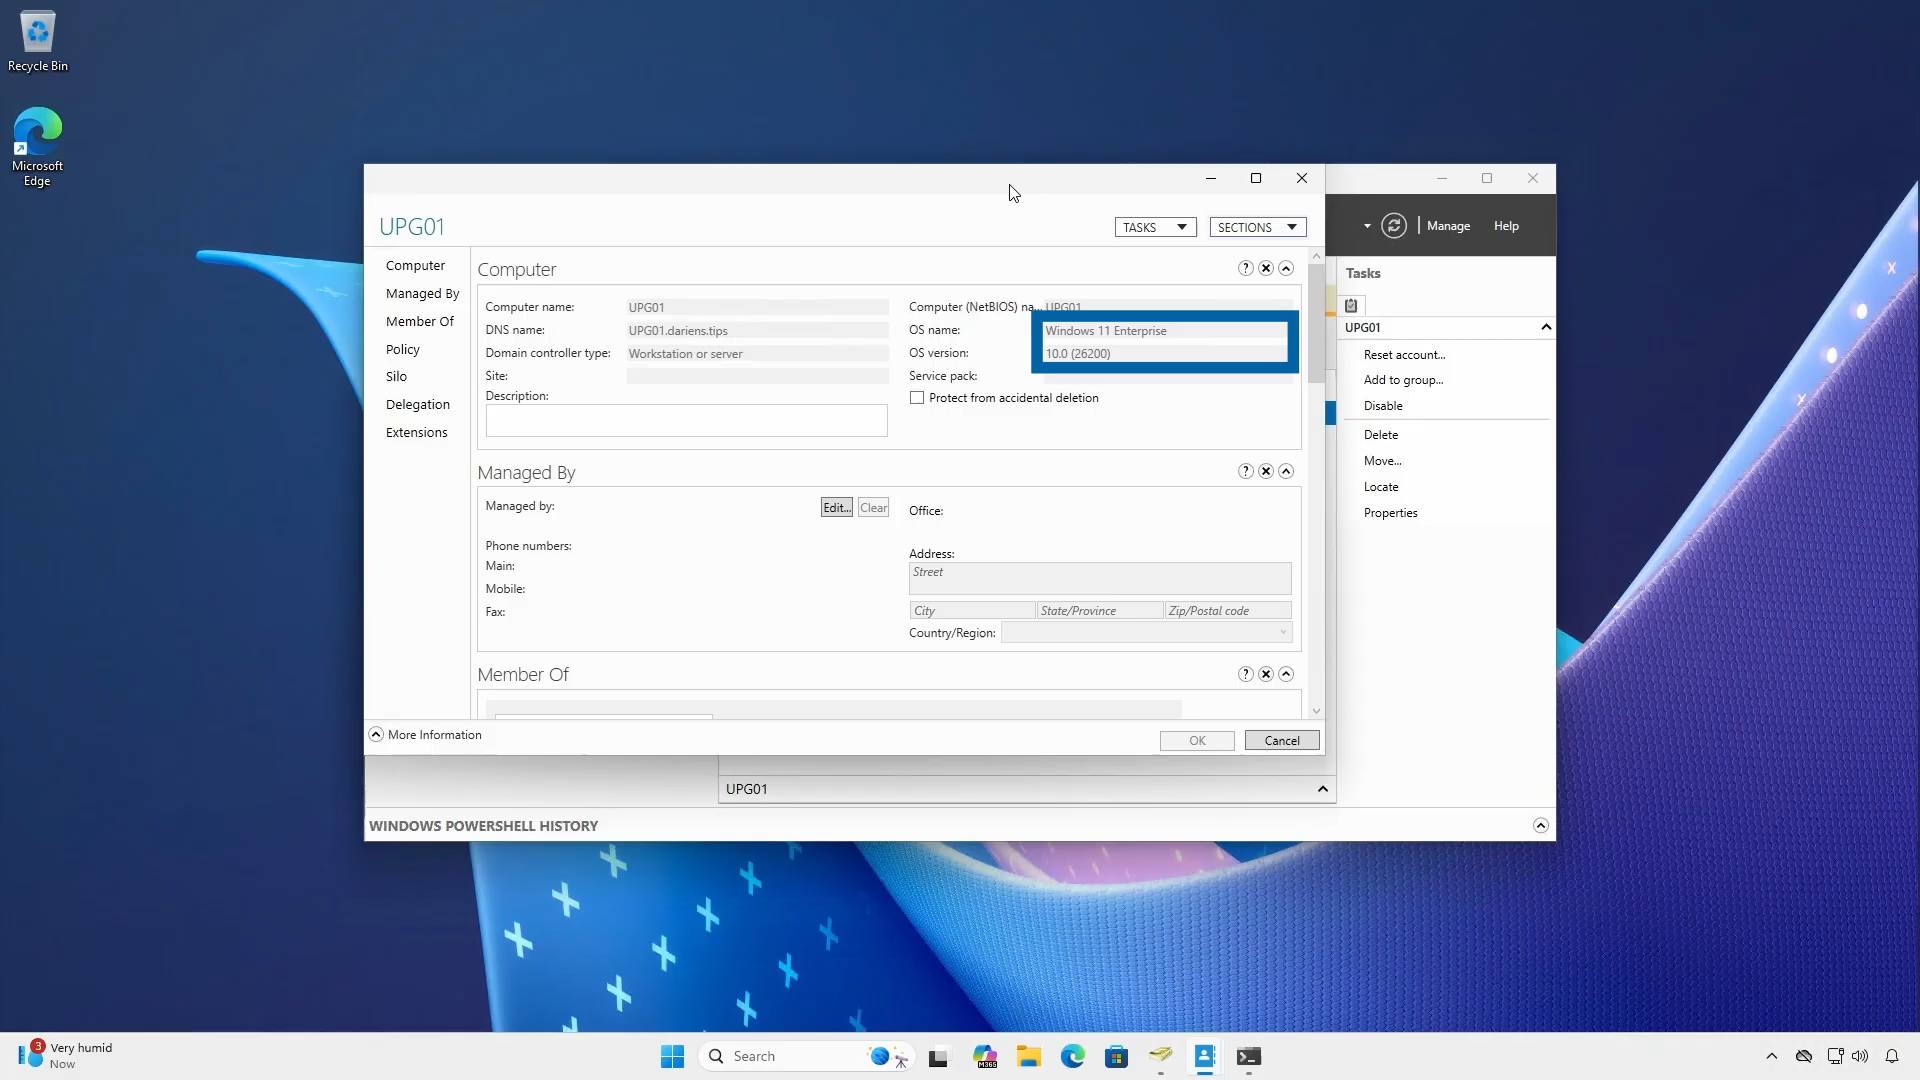 Recycle Bin
Microsoft
Edge
UPG01
TASKS
SECTIONS
Manage
Help
Computer
Managed By
Member Of
Policy
Silo
Delegation
Extensions
Computer
Computer name:
UPG01
DNS name:
UPG01.dariens.tips
Domain controller type:
Workstation or server
Site:
Description:
Computer (NetBIOS) na...
UPG01
OS name:
Windows 11 Enterprise
OS version:
10.0 (26200)
Service pack:
Protect from accidental deletion
Managed By
Managed by:
Edit...
Clear
Office:
Phone numbers:
Main:
Mobile:
Fax:
Address:
Street
City
State/Province
Zip/Postal code
Country/Region:
Member Of
More Information
OK
Cancel
Tasks
UPG01
Reset account...
Add to group...
Disable
Delete
Move...
Locate
Properties
UPG01
WINDOWS POWERSHELL HISTORY
3
Very humid
Now
Search
M365